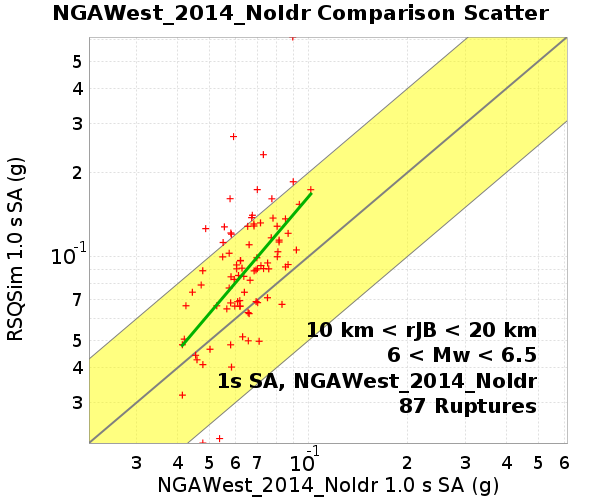 NGAWest_2014_NoIdr Comparison Scatter
RSQSim 1.0 s SA (g)
5
4
3
2
10⁻¹
7
5
4
3
10 km < rJB < 20 km
6 < Mw < 6.5
1s SA, NGAWest_2014_NoIdr
87 Ruptures
3 4 5 6 7 10⁻¹ 2 3 4 5 6
NGAWest_2014_NoIdr 1.0 s SA (g)